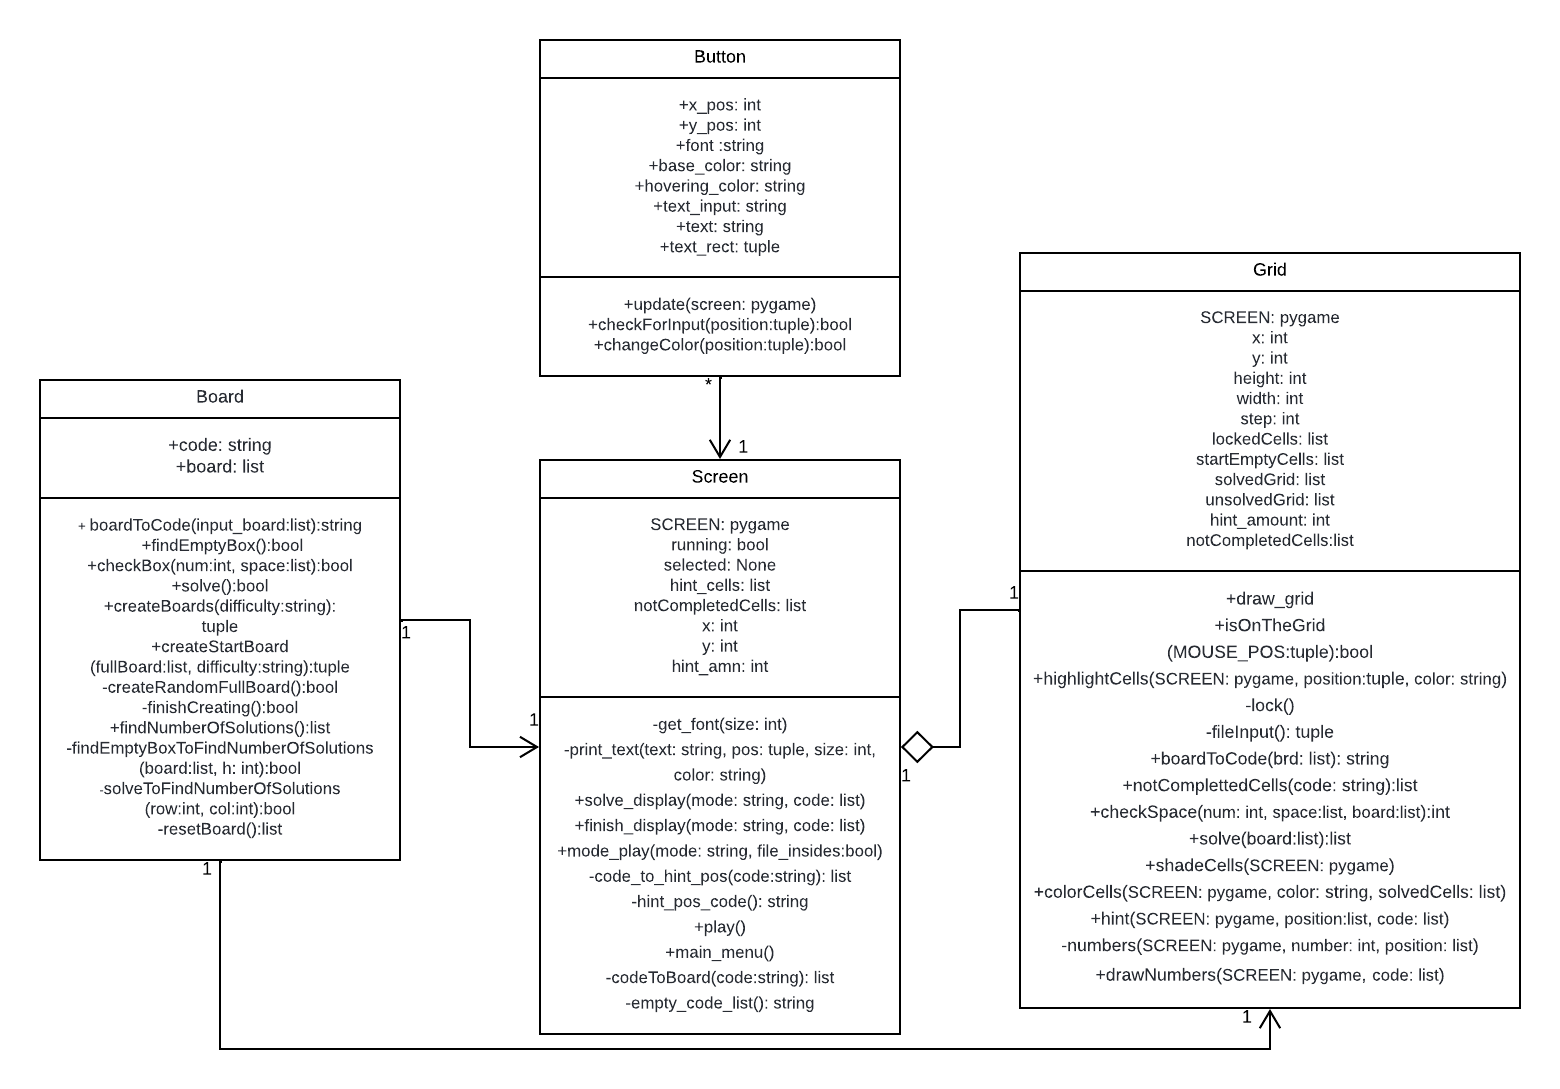 Button
+x_pos: int
+y_pos: int
+font :string
+base_color: string
+hovering_color: string
+text_input: string
+text: string
+text_rect: tuple
+update(screen: pygame)
+checkForInput(position:tuple):bool
+changeColor(position:tuple):bool
*
1
Board
+code: string
+board: list
+ boardToCode(input_board:list):string
+findEmptyBox():bool
+checkBox(num:int, space:list):bool
+solve():bool
+createBoards(difficulty:string):
tuple
+createStartBoard
(fullBoard:list, difficulty:string):tuple
-createRandomFullBoard():bool
-finishCreating():bool
+findNumberOfSolutions():list
-findEmptyBoxToFindNumberOfSolutions
(board:list, h: int):bool
-solveToFindNumberOfSolutions
(row:int, col:int):bool
-resetBoard():list
1
1
1
Screen
SCREEN: pygame
running: bool
selected: None
hint_cells: list
notCompletedCells: list
x: int
y: int
hint_amn: int
-get_font(size: int)
-print_text(text: string, pos: tuple, size: int,
color: string)
+solve_display(mode: string, code: list)
+finish_display(mode: string, code: list)
+mode_play(mode: string, file_insides:bool)
-code_to_hint_pos(code:string): list
-hint_pos_code(): string
+play()
+main_menu()
-codeToBoard(code:string): list
-empty_code_list(): string
1
1
Grid
SCREEN: pygame
x: int
y: int
height: int
width: int
step: int
lockedCells: list
startEmptyCells: list
solvedGrid: list
unsolvedGrid: list
hint_amount: int
notCompletedCells:list
+draw_grid
+isOnTheGrid
(MOUSE_POS:tuple):bool
+highlightCells(SCREEN: pygame, position:tuple, color: string)
-lock()
-fileInput(): tuple
+boardToCode(brd: list): string
+notComplettedCells(code: string):list
+checkSpace(num: int, space:list, board:list):int
+solve(board:list):list
+shadeCells(SCREEN: pygame)
+colorCells(SCREEN: pygame, color: string, solvedCells: list)
+hint(SCREEN: pygame, position:list, code: list)
-numbers(SCREEN: pygame, number: int, position: list)
+drawNumbers(SCREEN: pygame, code: list)
1